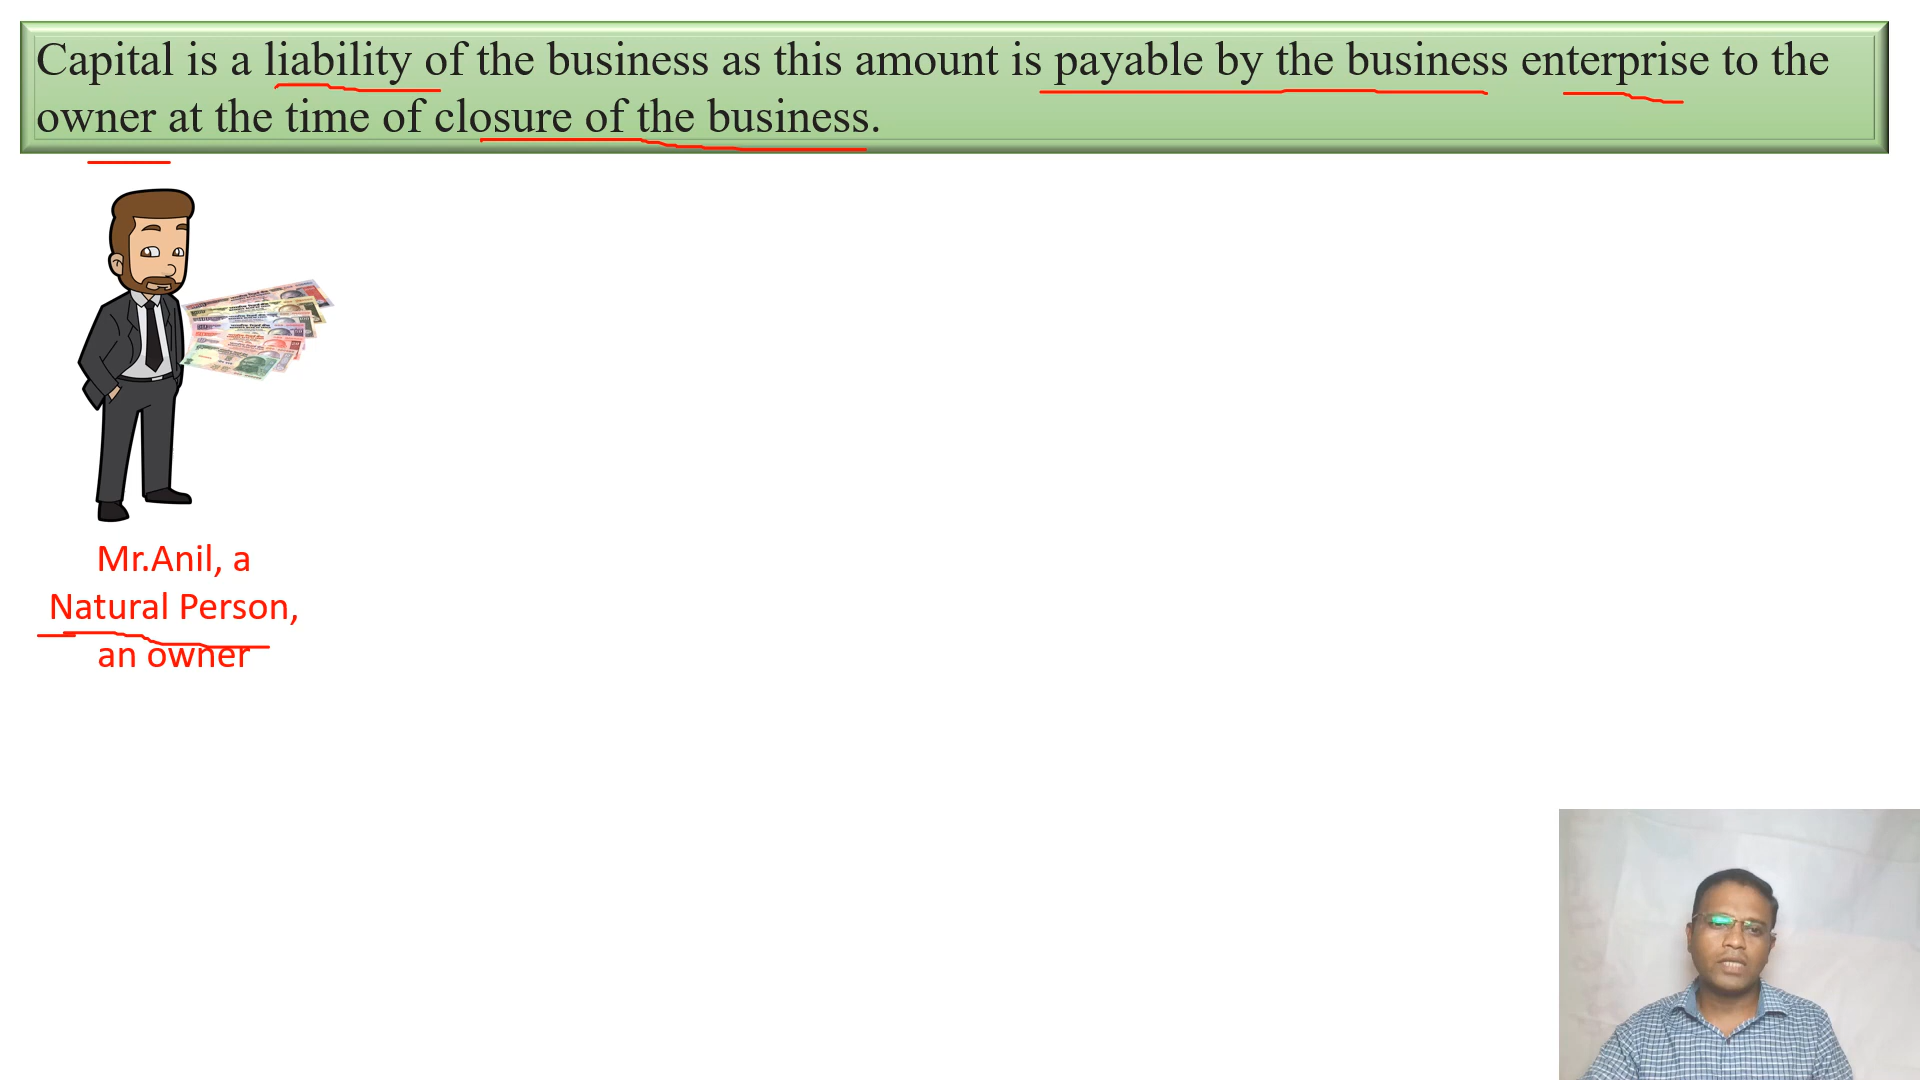 Capital is a liability of the business as this amount is payable by the business enterprise to the
owner at the time of closure of the business.
Mr.Anil, a
Natural Person,
an owner